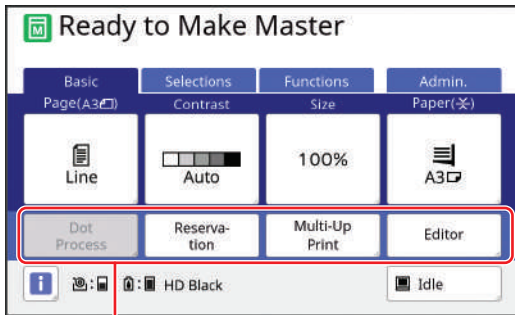 Ready to Make Master
Basic Selections Functions Admin.
Page(A3) Contrast Size Paper(※)
Line Auto 100% A3
Dot Process Reserva-tion Multi-Up Print Editor
HD Black Idle